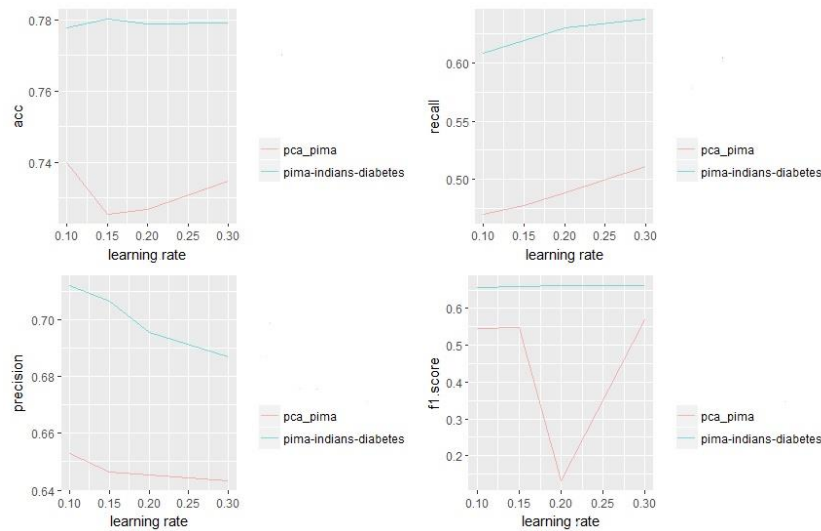 acc
0.78
0.76
0.74
0.10 0.15 0.20 0.25 0.30
learning rate
pca_pima
pima-indians-diabetes
recall
0.60
0.55
0.50
0.10 0.15 0.20 0.25 0.30
learning rate
pca_pima
pima-indians-diabetes
precision
0.70
0.68
0.66
0.64
0.10 0.15 0.20 0.25 0.30
learning rate
pca_pima
pima-indians-diabetes
f1.score
0.6
0.5
0.4
0.3
0.2
0.10 0.15 0.20 0.25 0.30
learning rate
pca_pima
pima-indians-diabetes